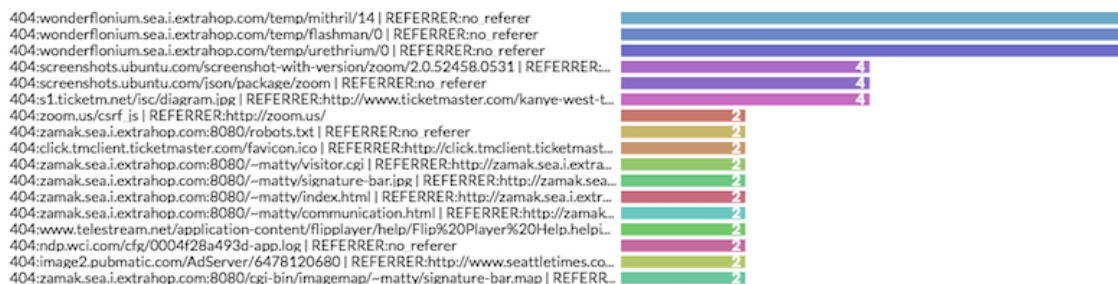 404:wonderflonium.sea.i.extrahop.com/temp/mithril/14 | REFERRER:no_referer
404:wonderflonium.sea.i.extrahop.com/temp/flashman/0 | REFERRER:no_referer
404:wonderflonium.sea.i.extrahop.com/temp/urethrium/0 | REFERRER:no_referer
404:screenshots.ubuntu.com/screenshot-with-version/zoom/2.0.52458.0531 | REFERRER:... 4
404:screenshots.ubuntu.com/json/package/zoom | REFERRER:no_referer 4
404:s1.ticketm.net/isc/diagram.jpg | REFERRER:http://www.ticketmaster.com/kanye-west-t... 4
404:zoom.us/csrf_js | REFERRER:http://zoom.us/ 2
404:zamak.sea.i.extrahop.com:8080/robots.txt | REFERRER:no_referer 2
404:click.tmclient.ticketmaster.com/favicon.ico | REFERRER:http://click.tmclient.ticketmast... 2
404:zamak.sea.i.extrahop.com:8080/~matty/visitor.cgi | REFERRER:http://zamak.sea.i.extra... 2
404:zamak.sea.i.extrahop.com:8080/~matty/signature-bar.jpg | REFERRER:http://zamak.sea... 2
404:zamak.sea.i.extrahop.com:8080/~matty/index.html | REFERRER:http://zamak.sea.i.extr... 2
404:zamak.sea.i.extrahop.com:8080/~matty/communication.html | REFERRER:http://zamak... 2
404:www.telestream.net/application-content/flipplayer/help/Flip%20Player%20Help.helpi... 2
404:ndp.wci.com/cfg/0004f28a493d-app.log | REFERRER:no_referer 2
404:image2.pubmatic.com/AdServer/6478120680 | REFERRER:http://www.seattletimes.co... 2
404:zamak.sea.i.extrahop.com:8080/cgi-bin/imagemap/~matty/signature-bar.map | REFERR... 2